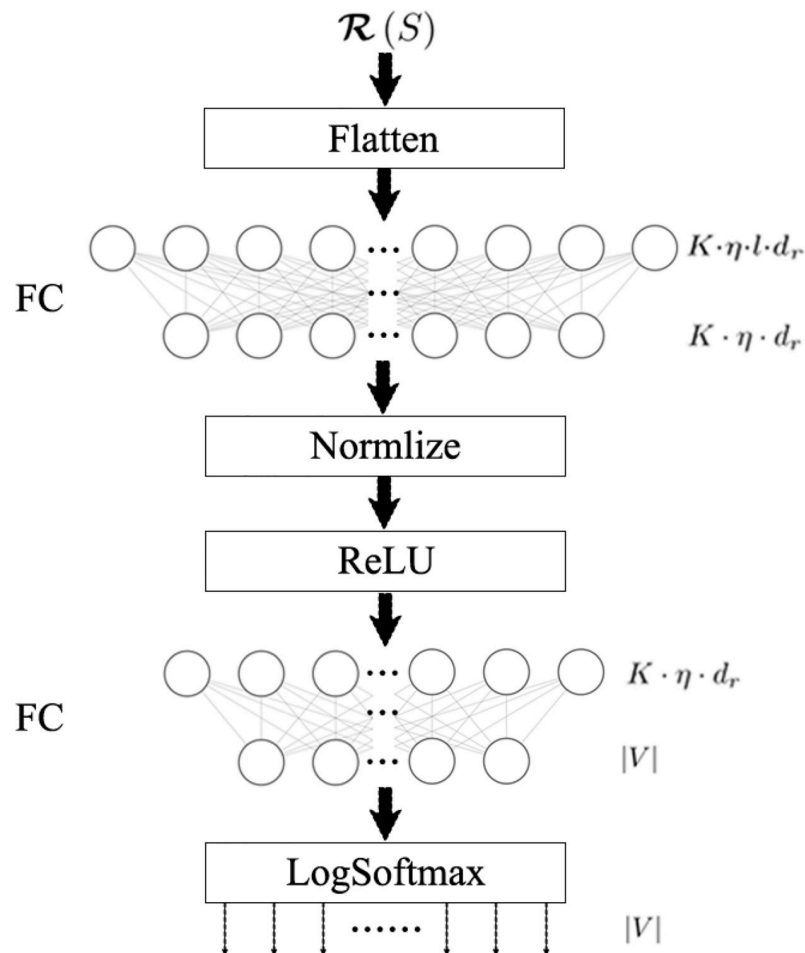 𝓡 (S)
Flatten
K·η·l·d_r
FC
K · η · d_r
Normlize
ReLU
K · η · d_r
FC
|V|
LogSoftmax
|V|